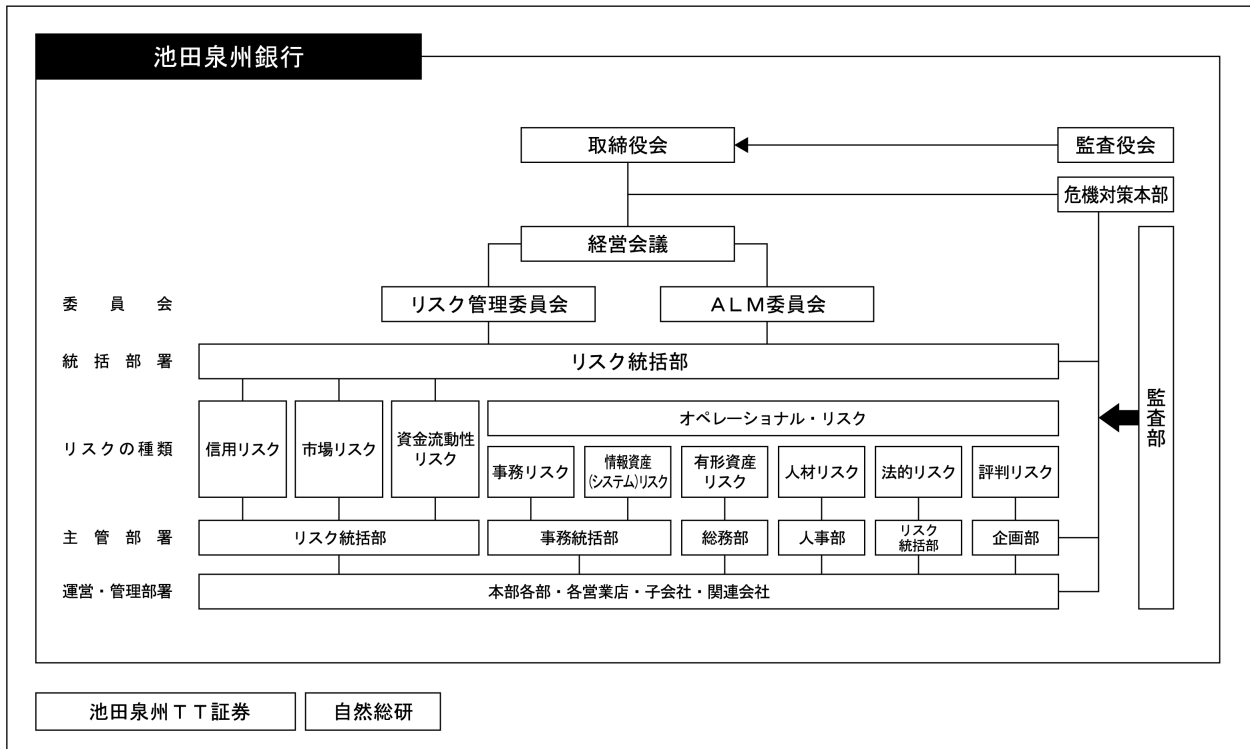 池田泉州銀行
取締役会
監査役会
危機対策本部
経営会議
委員会
リスク管理委員会
ＡＬＭ委員会
統括部署
リスク統括部
監査部
リスクの種類
信用リスク
市場リスク
資金流動性
リスク
オペレーショナル・リスク
事務リスク
情報資産
(システム)リスク
有形資産
リスク
人材リスク
法的リスク
評判リスク
主管部署
リスク統括部
事務統括部
総務部
人事部
リスク
統括部
企画部
運営・管理部署
本部各部・各営業店・子会社・関連会社
池田泉州ＴＴ証券
自然総研